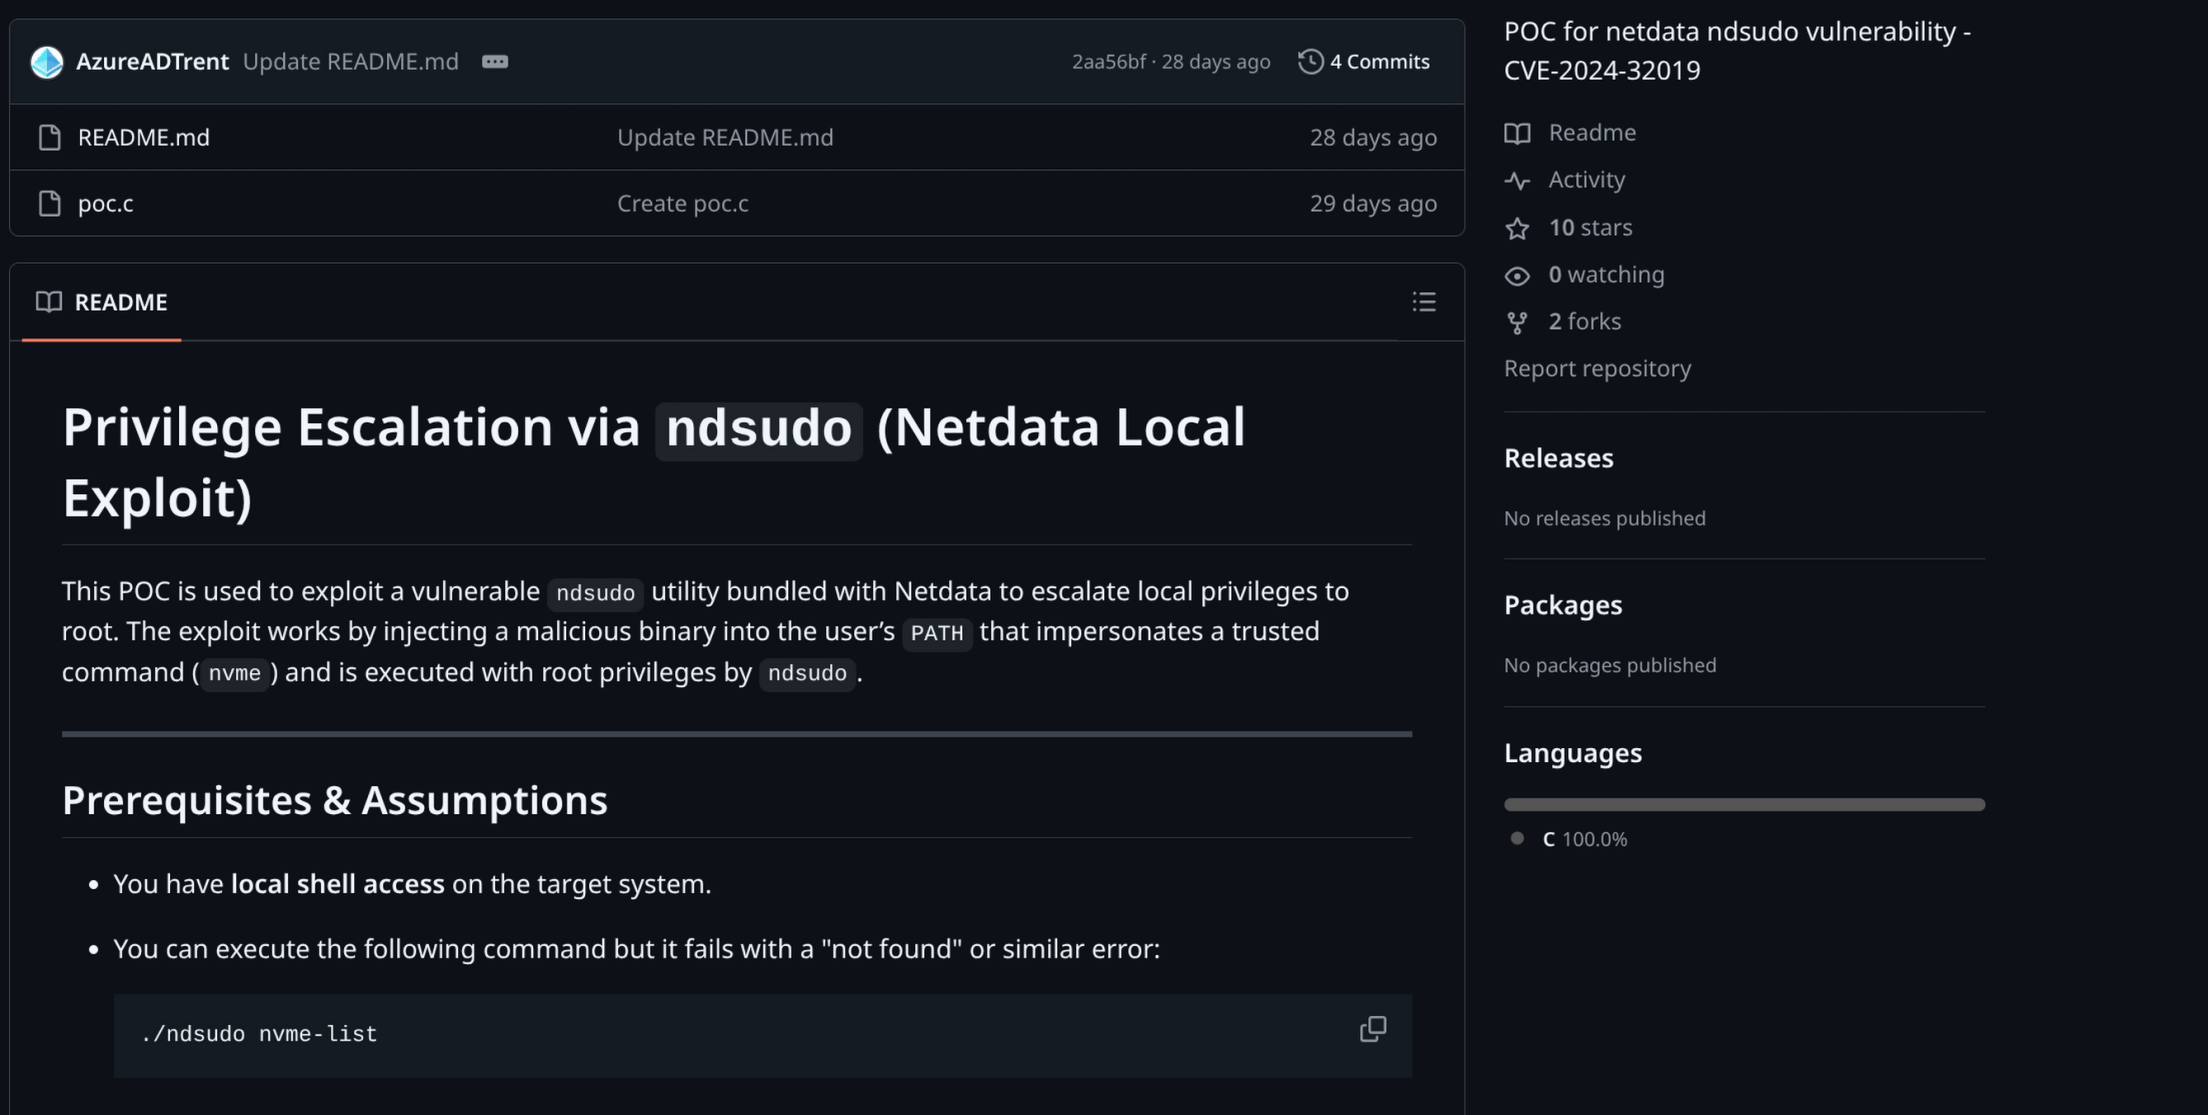 AzureADTrent Update README.md
2aa56bf · 28 days ago 4 Commits
README.md Update README.md 28 days ago
poc.c Create poc.c 29 days ago
README
Privilege Escalation via ndsudo (Netdata Local
Exploit)
This POC is used to exploit a vulnerable ndsudo utility bundled with Netdata to escalate local privileges to
root. The exploit works by injecting a malicious binary into the user’s PATH that impersonates a trusted
command ( nvme ) and is executed with root privileges by ndsudo .
Prerequisites & Assumptions
• You have local shell access on the target system.
• You can execute the following command but it fails with a "not found" or similar error:
./ndsudo nvme-list
POC for netdata ndsudo vulnerability -
CVE-2024-32019
Readme
Activity
10 stars
0 watching
2 forks
Report repository
Releases
No releases published
Packages
No packages published
Languages
C 100.0%